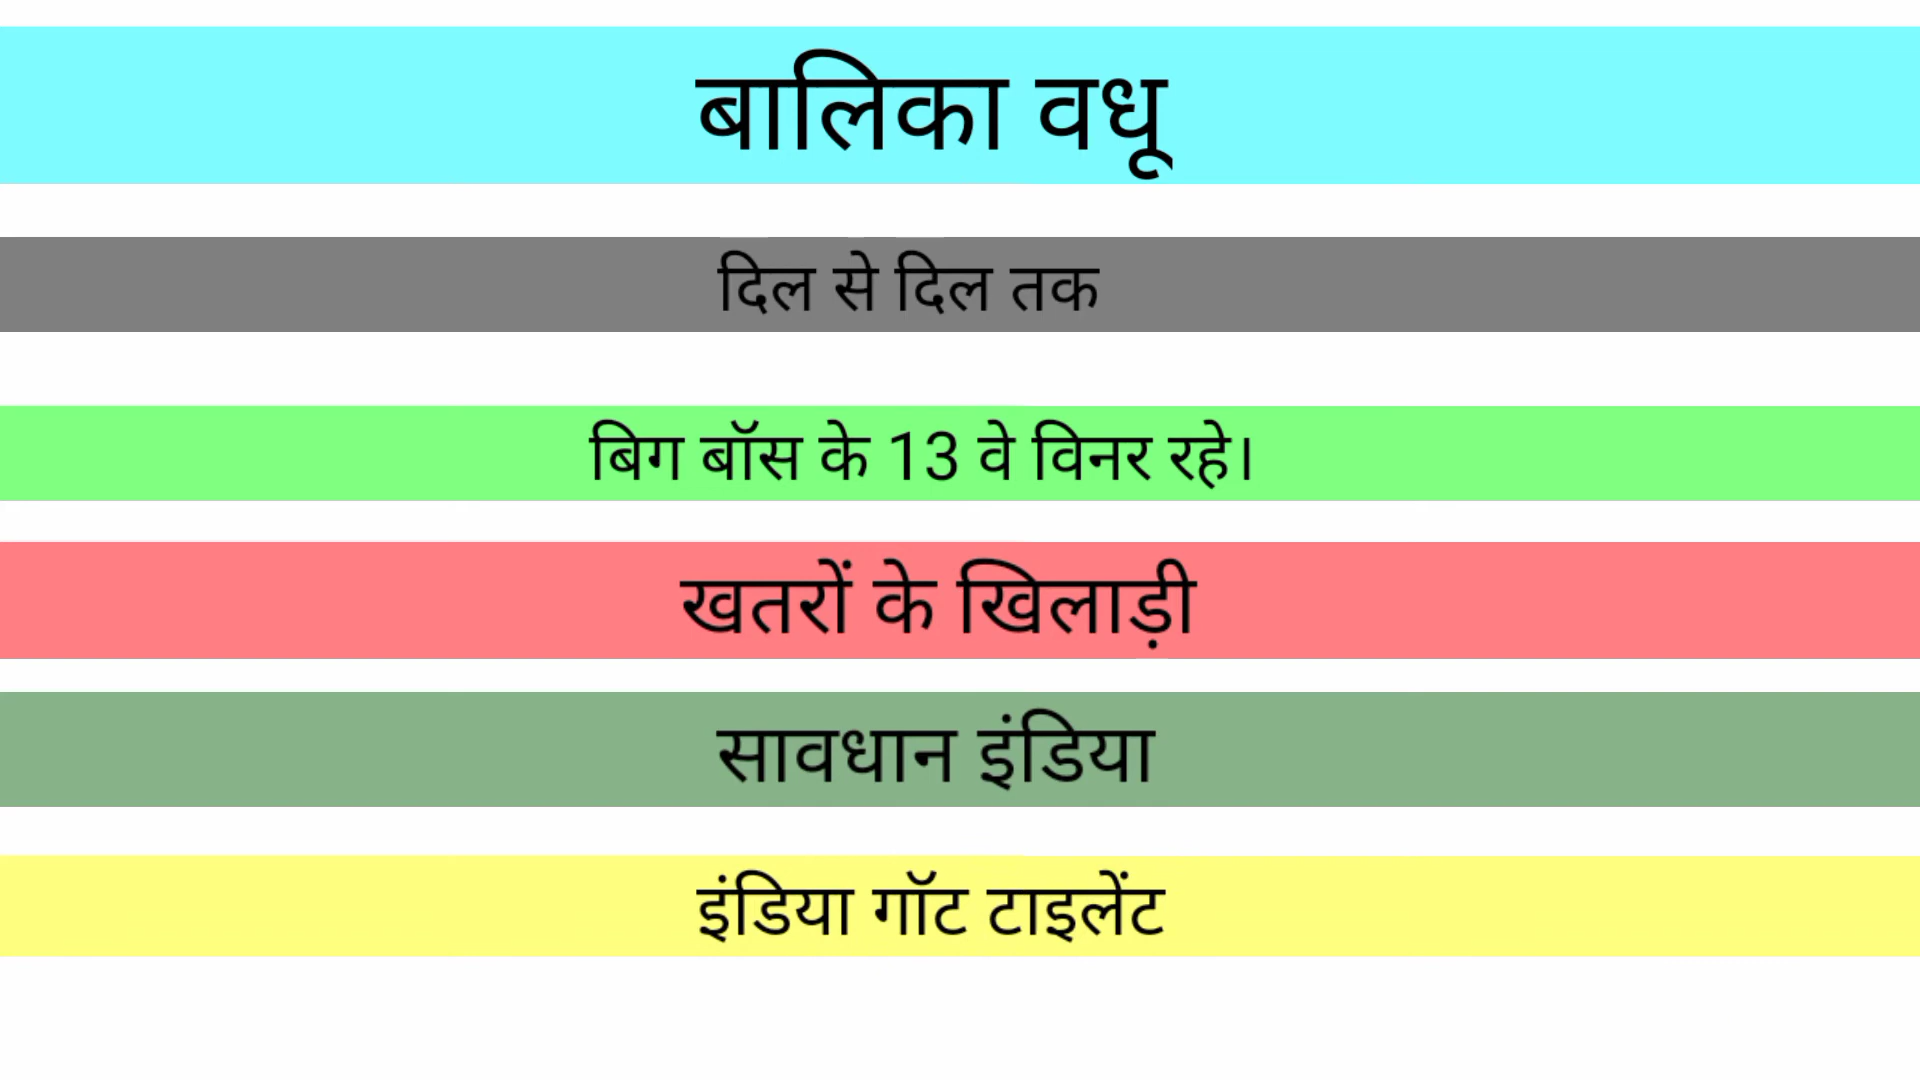 बालिका वधू
दिल से दिल तक
बिग बॉस के 13 वे विनर रहे।
खतरों के खिलाड़ी
सावधान इंडिया
इंडिया गॉट टाइलेंट